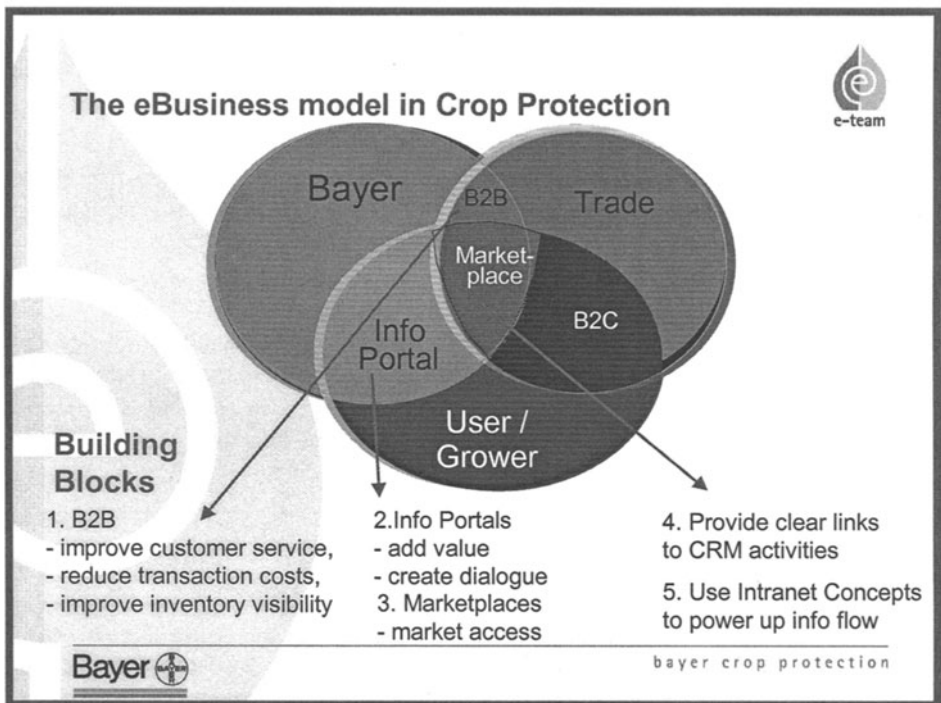 The eBusiness model in Crop Protection
e
e-team
Bayer
B2B
Trade
Market-
place
B2C
Info
Portal
User /
Grower
Building
Blocks
1. B2B
- improve customer service,
- reduce transaction costs,
- improve inventory visibility
2.Info Portals
- add value
- create dialogue
3. Marketplaces
- market access
4. Provide clear links
to CRM activities
5. Use Intranet Concepts
to power up info flow
Bayer
BAYER
bayer crop protection